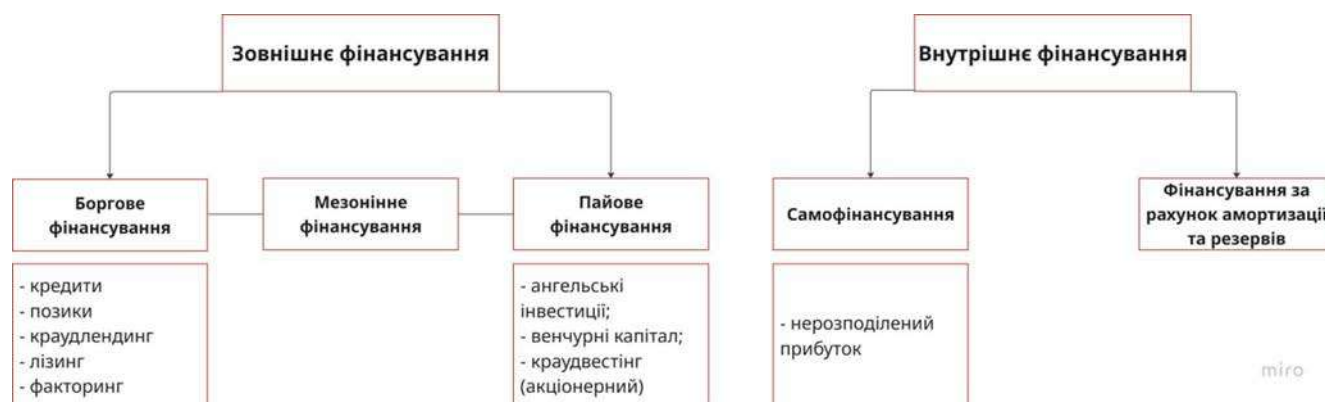 Зовнішнє фінансування
Внутрішнє фінансування
Боргове
фінансування
Мезонінне
фінансування
Пайове
фінансування
Самофінансування
Фінансування за
рахунок амортизації
та резервів
- кредити
- позики
- краудлендинг
- лізинг
- факторинг
- ангельські
інвестиції;
- венчурні капітал;
- краудвестінг
(акціонерний)
- нерозподілений
прибуток
miro